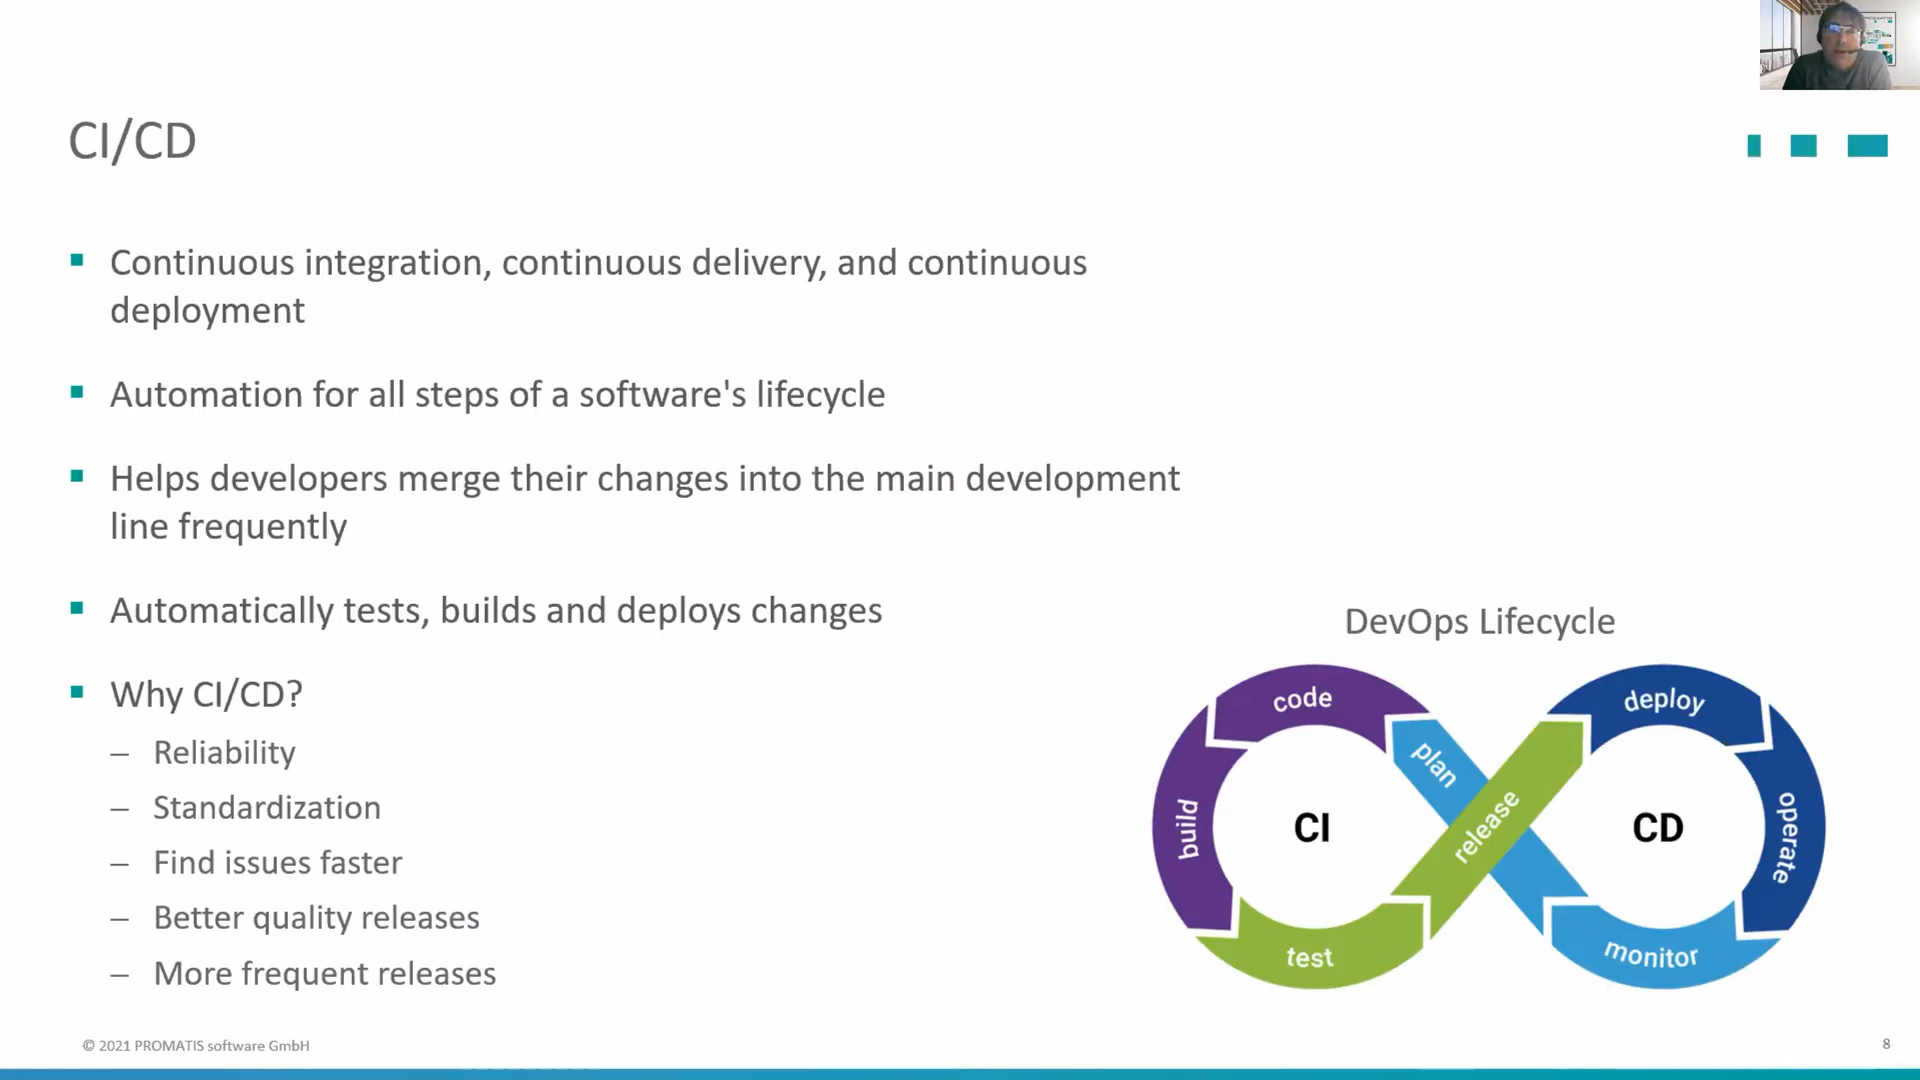 CI/CD
Continuous integration, continuous delivery, and continuous
deployment
Automation for all steps of a software's lifecycle
Helps developers merge their changes into the main development
line frequently
Automatically tests, builds and deploys changes
Why CI/CD?
– Reliability
– Standardization
– Find issues faster
– Better quality releases
– More frequent releases
DevOps Lifecycle
code
plan
build
CI
test
release
deploy
operate
CD
monitor
© 2021 PROMATIS software GmbH
8